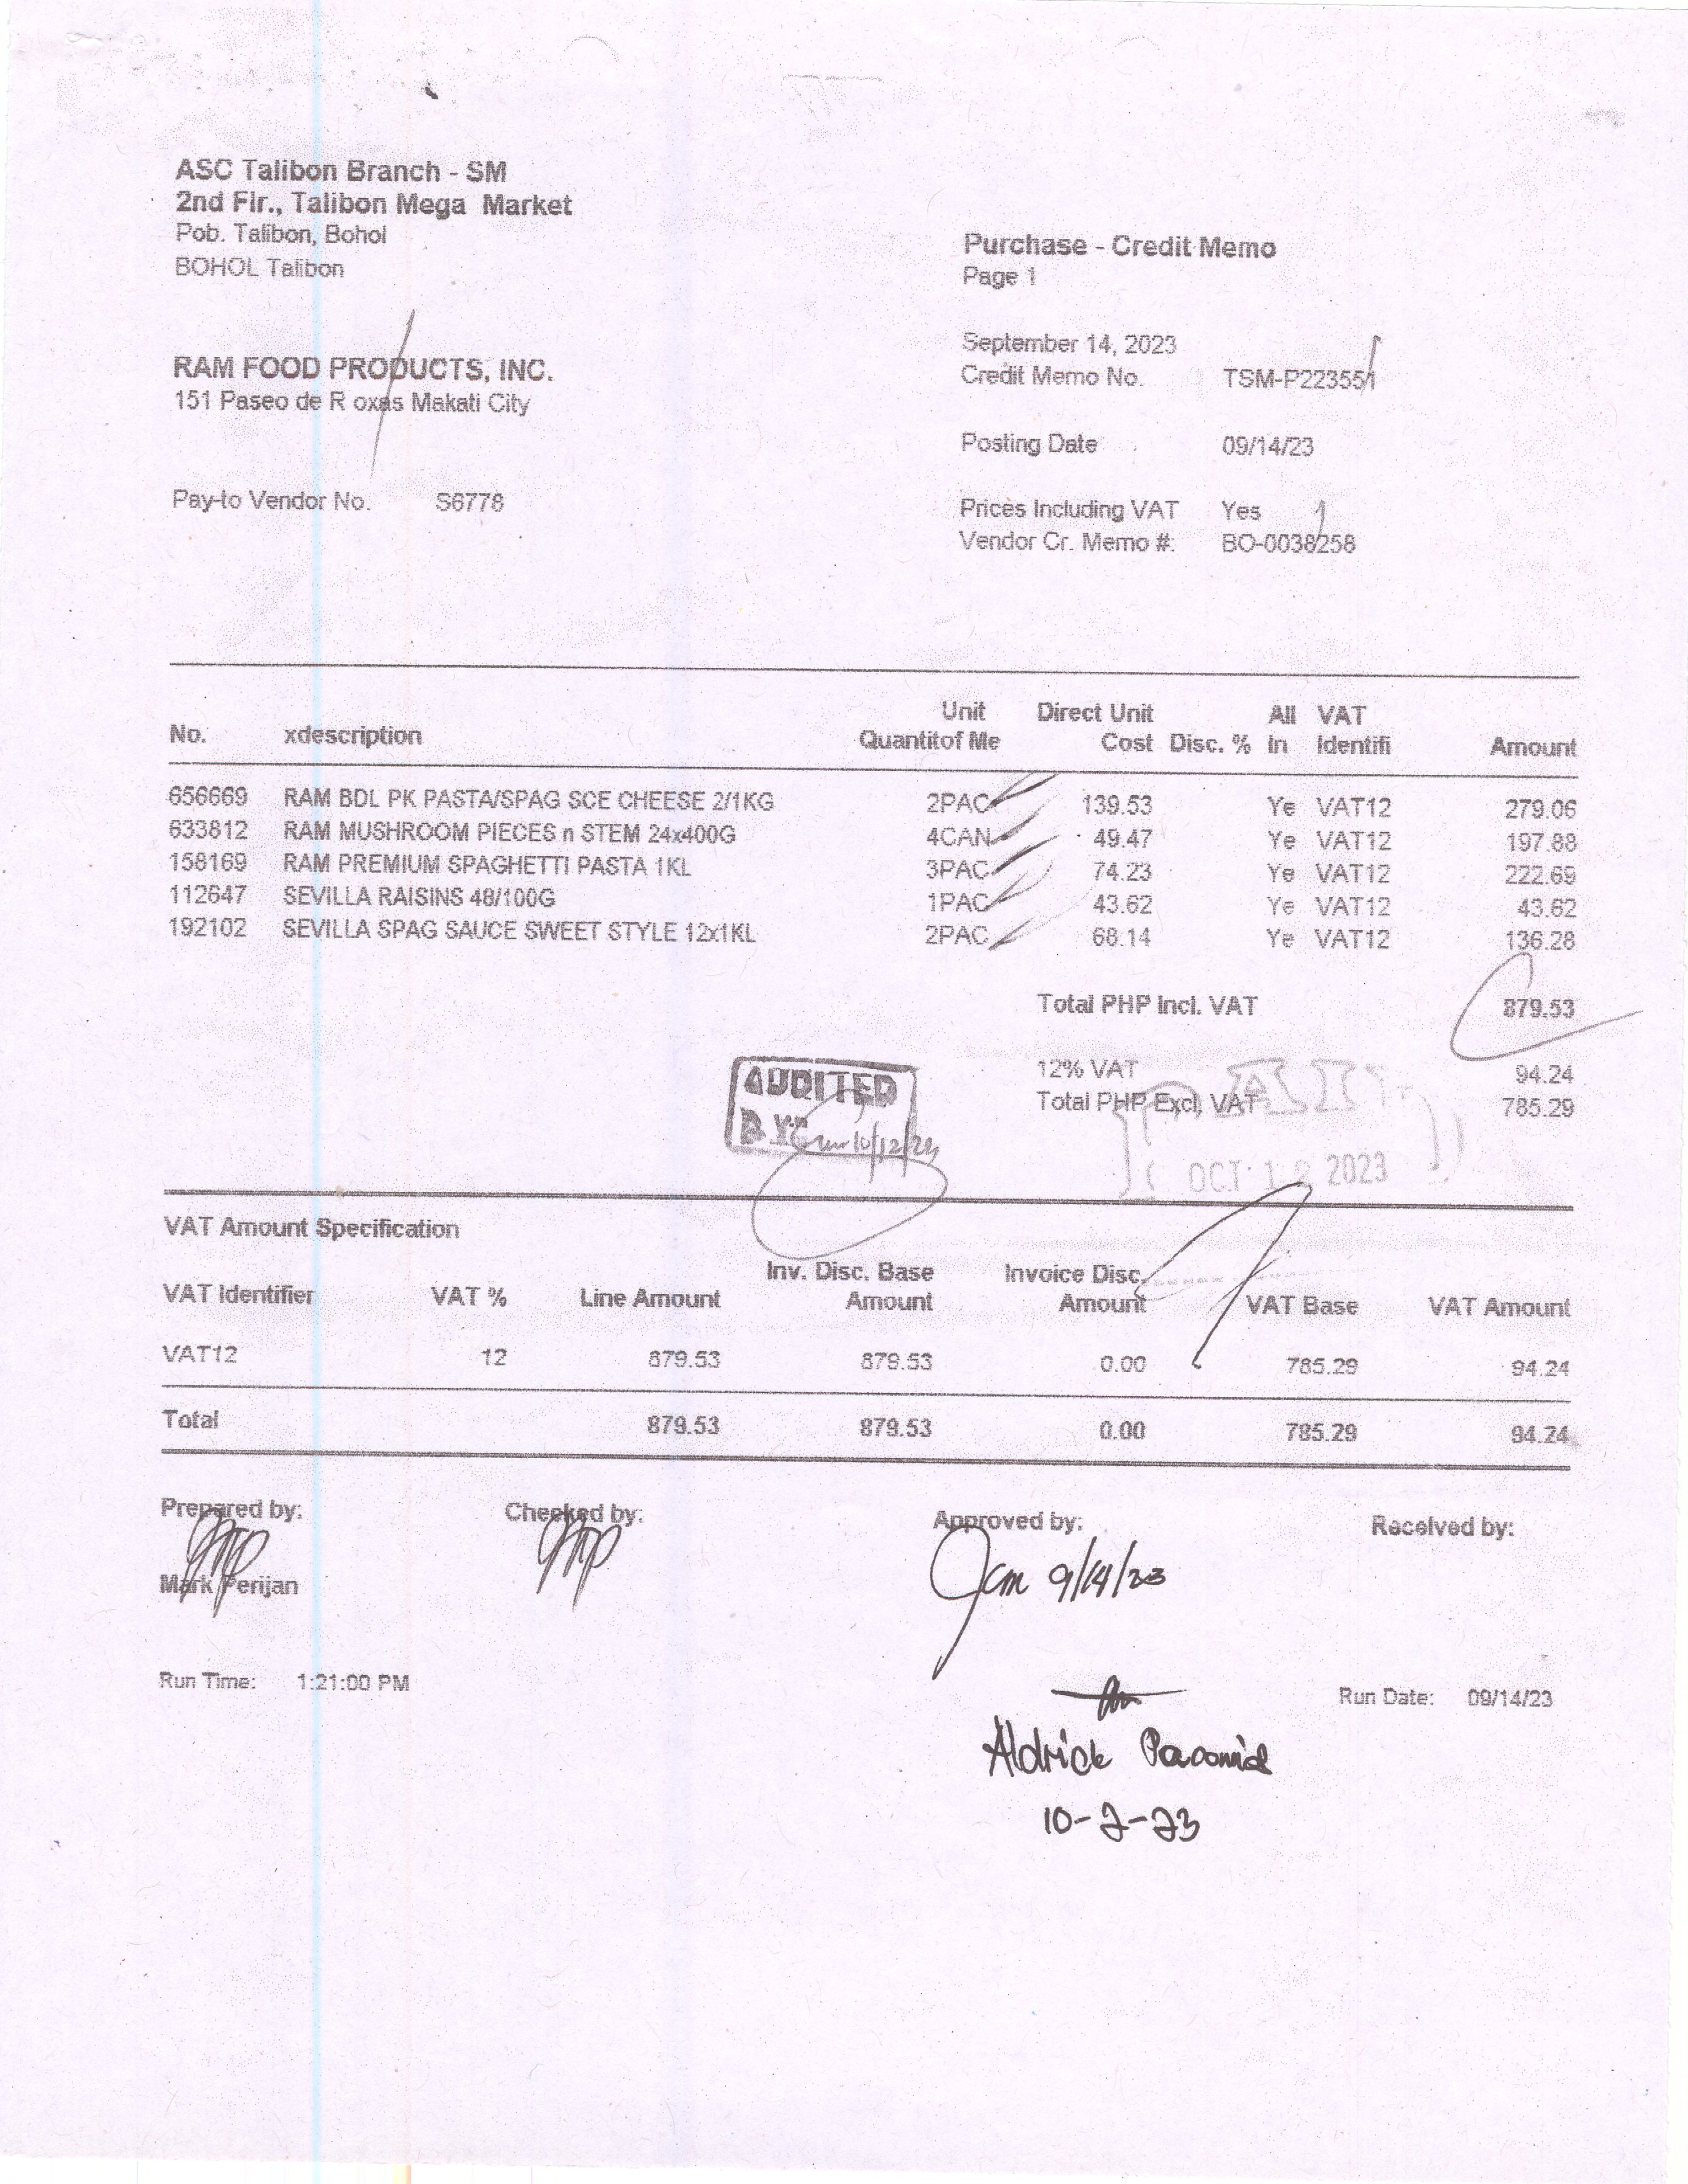 ASC Talibon Branch - SM
2nd Flr., Talibon Mega Market
Pob. Talibon, Bohol
BOHOL Talibon
Purchase - Credit Memo
Page 1
RAM FOOD PRODUCTS, INC.
151 Paseo de R oxas Makati City
Pay-to Vendor No. S6778
September 14, 2023
Credit Memo No. TSM-P223551
Posting Date 09/14/23
Prices Including VAT Yes
Vendor Cr. Memo #: BO-0038258
No. xdescription Quantitof Me Unit Direct Unit Cost Disc. % All In VAT Identifi Amount
656669 RAM BDL PK PASTA/SPAG SCE CHEESE 2/1KG 2PAC 139.53 Ye VAT12 279.06
633812 RAM MUSHROOM PIECES n STEM 24x400G 4CAN 49.47 Ye VAT12 197.88
158169 RAM PREMIUM SPAGHETTI PASTA 1KL 3PAC 74.23 Ye VAT12 222.69
112647 SEVILLA RAISINS 48/100G 1PAC 43.62 Ye VAT12 43.62
192102 SEVILLA SPAG SAUCE SWEET STYLE 12x1KL 2PAC 68.14 Ye VAT12 136.28
Total PHP Incl. VAT 879.53
12% VAT 94.24
Total PHP Excl. VAT 785.29
AUDITED
BY:
10/12/23
PAID
OCT 12 2023
VAT Amount Specification
VAT Identifier VAT % Line Amount Inv. Disc. Base Amount Invoice Disc. Amount VAT Base VAT Amount
VAT12 12 879.53 879.53 0.00 785.29 94.24
Total 879.53 879.53 0.00 785.29 94.24
Prepared by: Checked by: Approved by: Received by:
Mark Perijan
9/14/23
Run Time: 1:21:00 PM
Run Date: 09/14/23
Aldrick
10-2-23